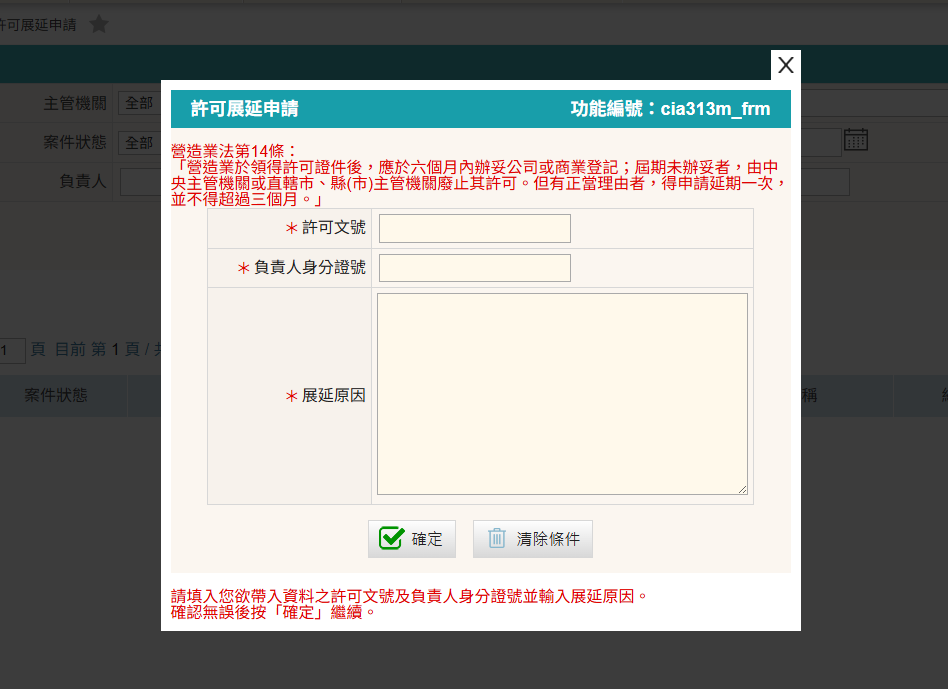 許可展延申請
X
主管機關 全部
案件狀態 全部
負責人
許可展延申請 功能編號：cia313m_frm
營造業法第14條：
「營造業於領得許可證件後，應於六個月內辦妥公司或商業登記；屆期未辦妥者，由中
央主管機關或直轄市、縣(市)主管機關廢止其許可。但有正當理由者，得申請延期一次，
並不得超過三個月。」
＊許可文號
＊負責人身分證號
1 頁 目前 第 1 頁 /
案件狀態 稱
＊展延原因
確定 清除條件
請填入您欲帶入資料之許可文號及負責人身分證號並輸入展延原因。
確認無誤後按「確定」繼續。